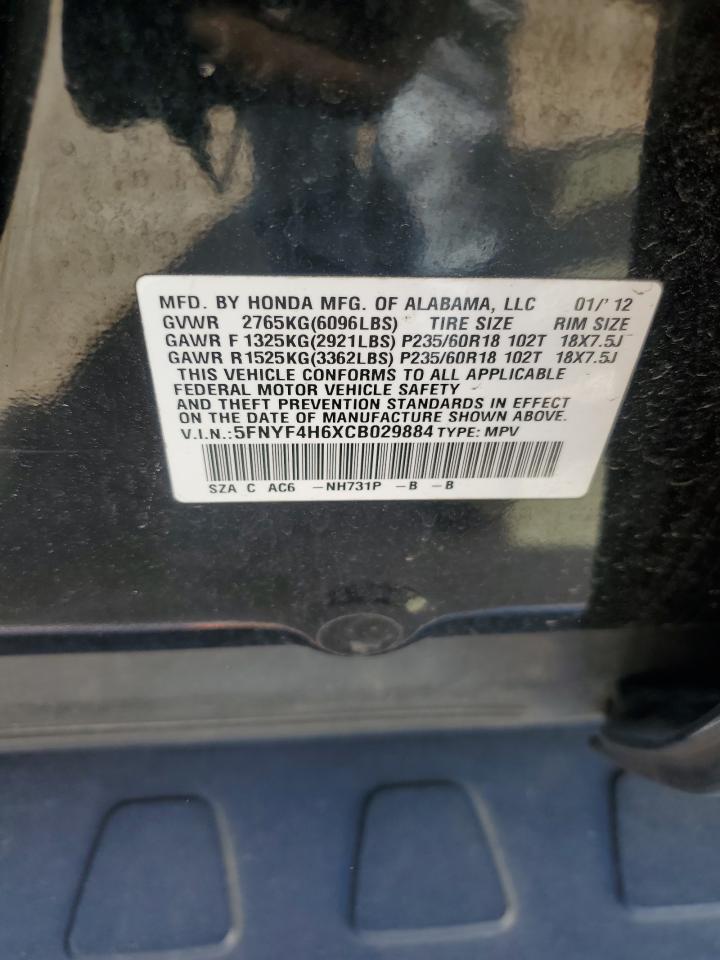 MFD. BY HONDA MFG. OF ALABAMA, LLC 01/'12
GVWR 2765KG(6096LBS) TIRE SIZE RIM SIZE
GAWR F 1325KG(2921LBS) P235/60R18 102T 18X7.5J
GAWR R 1525KG(3362LBS) P235/60R18 102T 18X7.5J
THIS VEHICLE CONFORMS TO ALL APPLICABLE
FEDERAL MOTOR VEHICLE SAFETY
AND THEFT PREVENTION STANDARDS IN EFFECT
ON THE DATE OF MANUFACTURE SHOWN ABOVE.
V.I.N.:5FNYF4H6XCB029884 TYPE: MPV
SZA C AC6 -NH731P -B -B